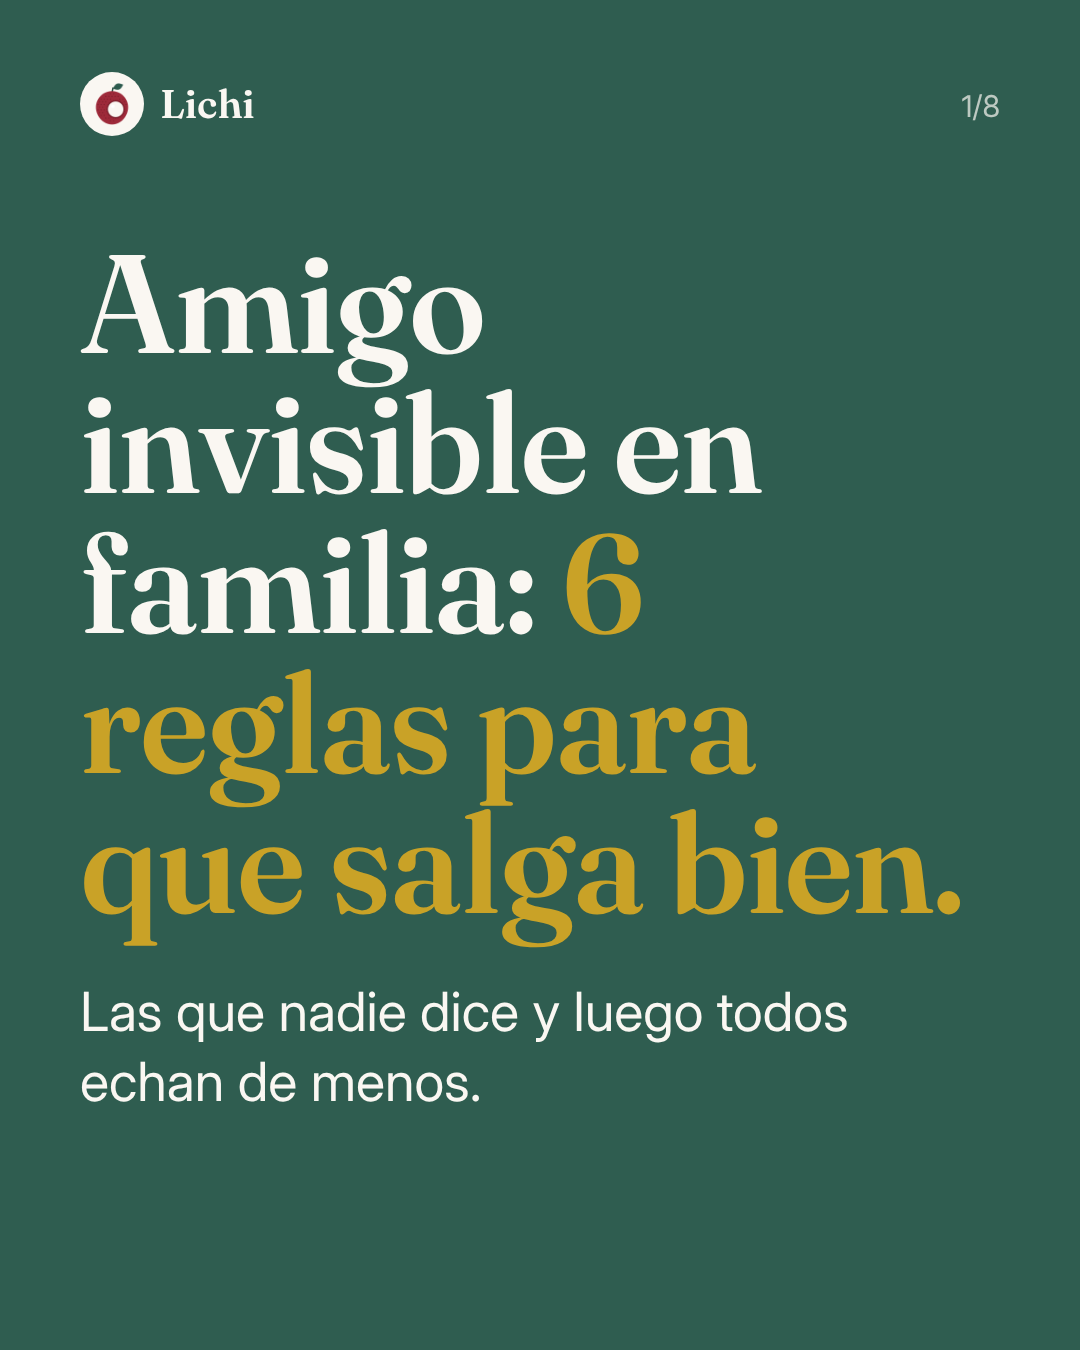 Lichi
1/8
Amigo
invisible en
familia: 6
reglas para
que salga bien.
Las que nadie dice y luego todos
echan de menos.